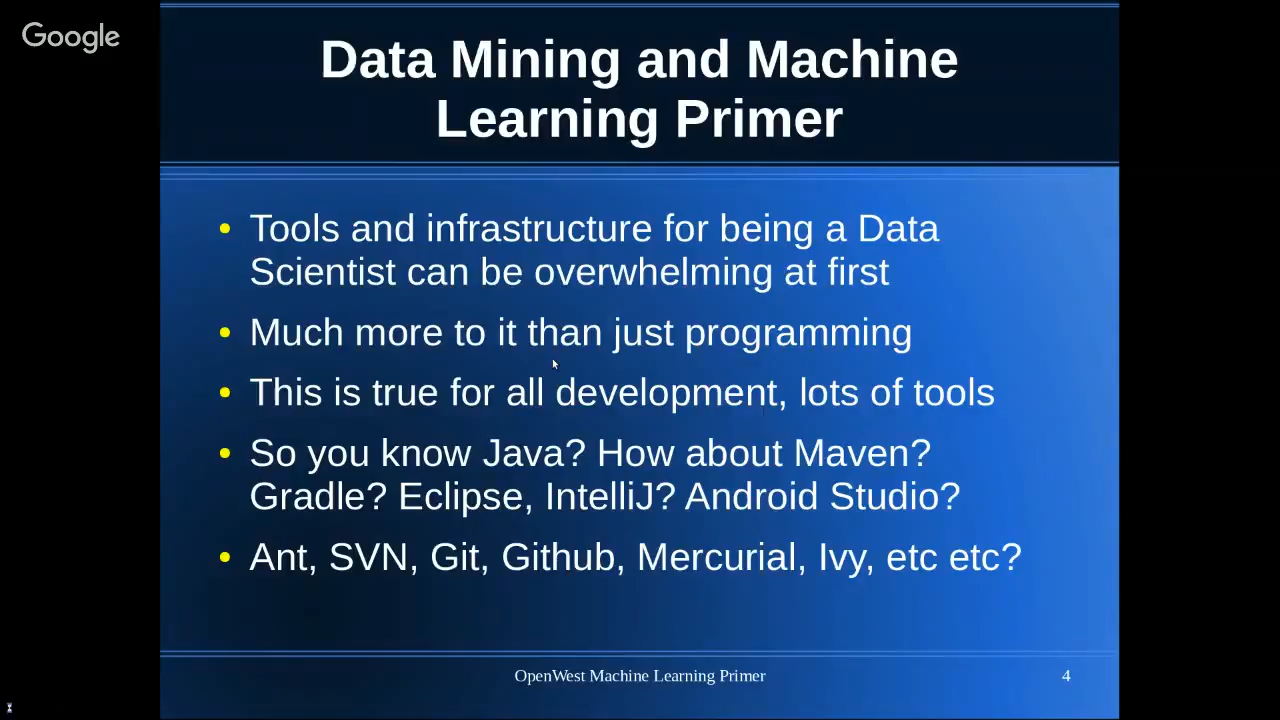 Google
Data Mining and Machine
Learning Primer
Tools and infrastructure for being a Data
Scientist can be overwhelming at first
Much more to it than just programming
This is true for all development, lots of tools
So you know Java? How about Maven?
Gradle? Eclipse, IntelliJ? Android Studio?
Ant, SVN, Git, Github, Mercurial, Ivy, etc etc?
OpenWest Machine Learning Primer
4